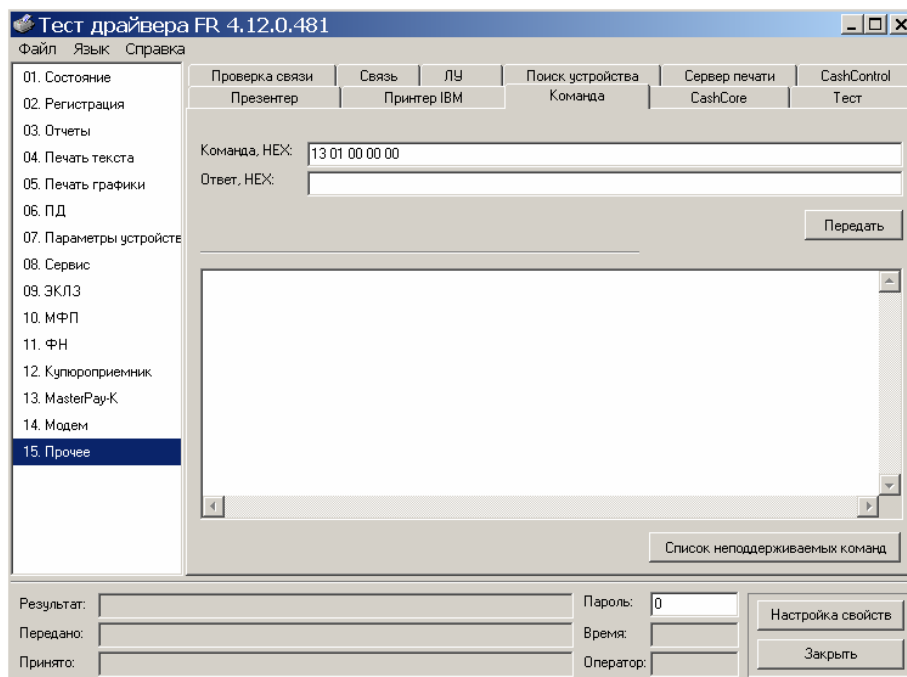 Тест драйвера FR 4.12.0.481
Файл Язык Справка
01. Состояние
02. Регистрация
03. Отчеты
04. Печать текста
05. Печать графики
06. ПД
07. Параметры устройств
08. Сервис
09. ЭКЛЗ
10. МФП
11. ФН
12. Купюроприемник
13. MasterPay-K
14. Модем
15. Прочее
Проверка связи Связь ЛУ Поиск устройства Сервер печати CashControl
Презентер Принтер IBM Команда CashCore Тест
Команда, HEX: 13 01 00 00 00
Ответ, HEX:
Передать
Список неподдерживаемых команд
Результат:
Передано:
Принято:
Пароль: 0
Время:
Оператор:
Настройка свойств
Закрыть